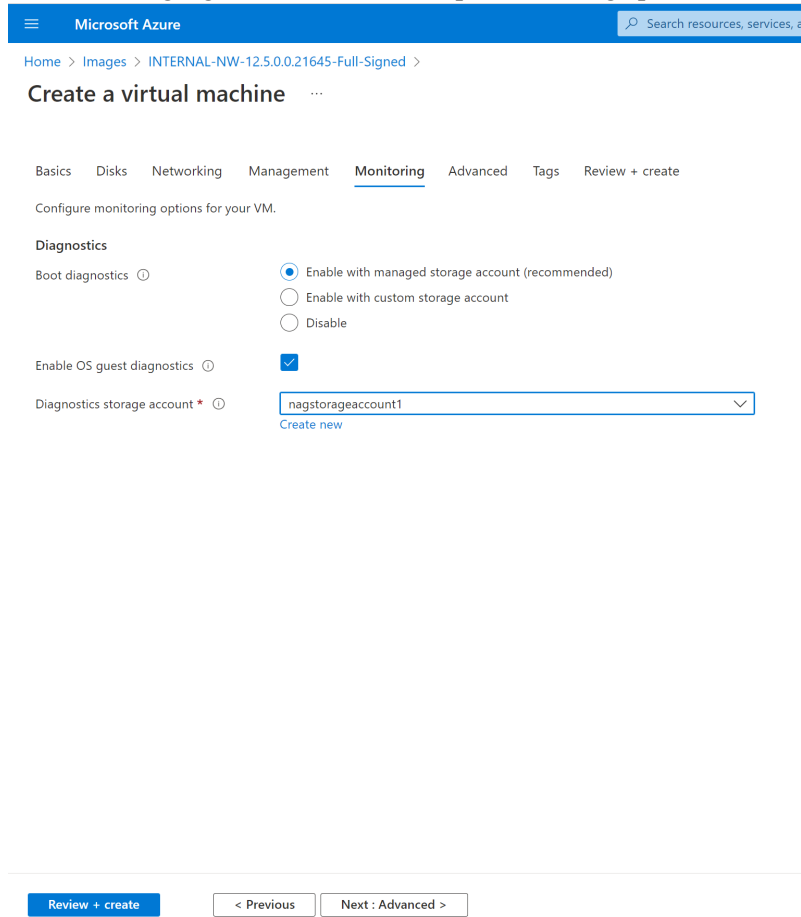 Microsoft Azure
Search resources, services, a
Home > Images > INTERNAL-NW-12.5.0.0.21645-Full-Signed >
Create a virtual machine ...
Basics Disks Networking Management Monitoring Advanced Tags Review + create
Configure monitoring options for your VM.
Diagnostics
Boot diagnostics
Enable with managed storage account (recommended)
Enable with custom storage account
Disable
Enable OS guest diagnostics
Diagnostics storage account *
nagstorageaccount1
Create new
Review + create < Previous Next : Advanced >